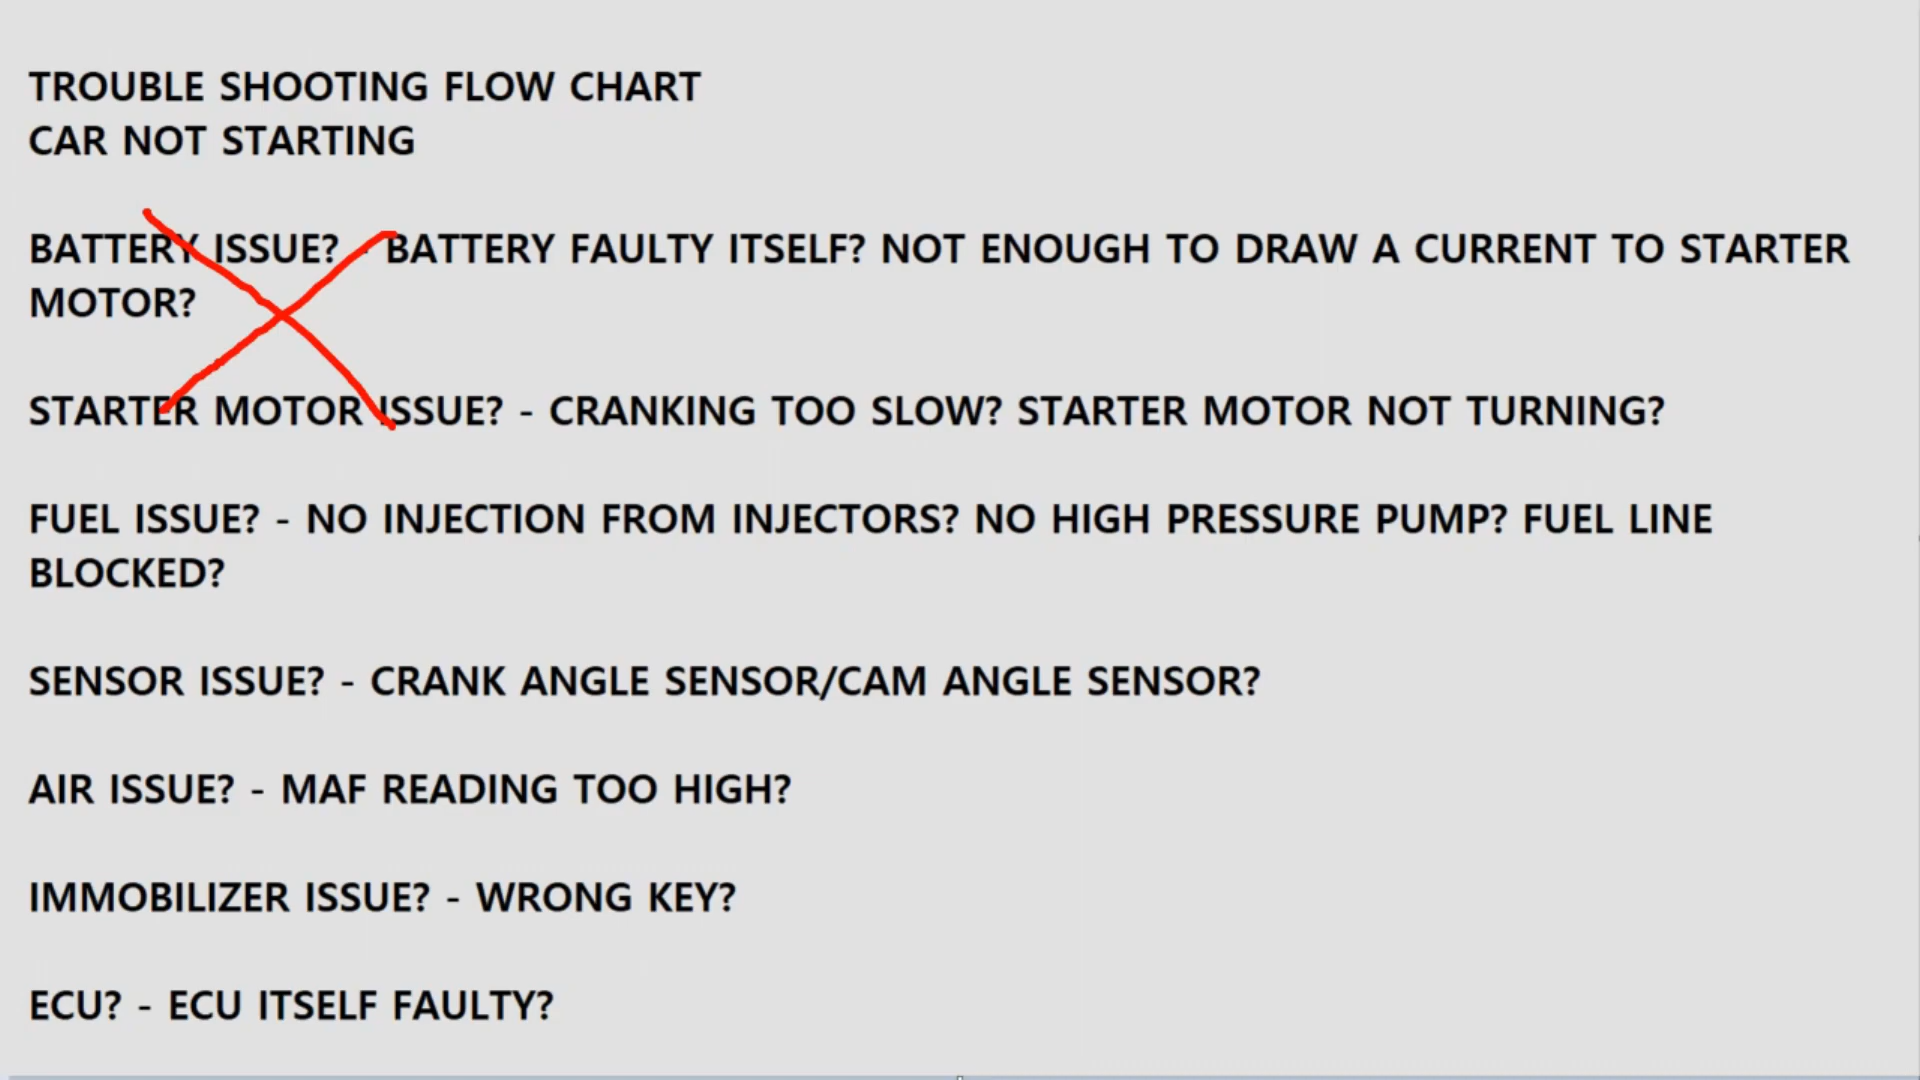 TROUBLE SHOOTING FLOW CHART
CAR NOT STARTING
BATTERY ISSUE? - BATTERY FAULTY ITSELF? NOT ENOUGH TO DRAW A CURRENT TO STARTER
MOTOR?
STARTER MOTOR ISSUE? - CRANKING TOO SLOW? STARTER MOTOR NOT TURNING?
FUEL ISSUE? - NO INJECTION FROM INJECTORS? NO HIGH PRESSURE PUMP? FUEL LINE
BLOCKED?
SENSOR ISSUE? - CRANK ANGLE SENSOR/CAM ANGLE SENSOR?
AIR ISSUE? - MAF READING TOO HIGH?
IMMOBILIZER ISSUE? - WRONG KEY?
ECU? - ECU ITSELF FAULTY?